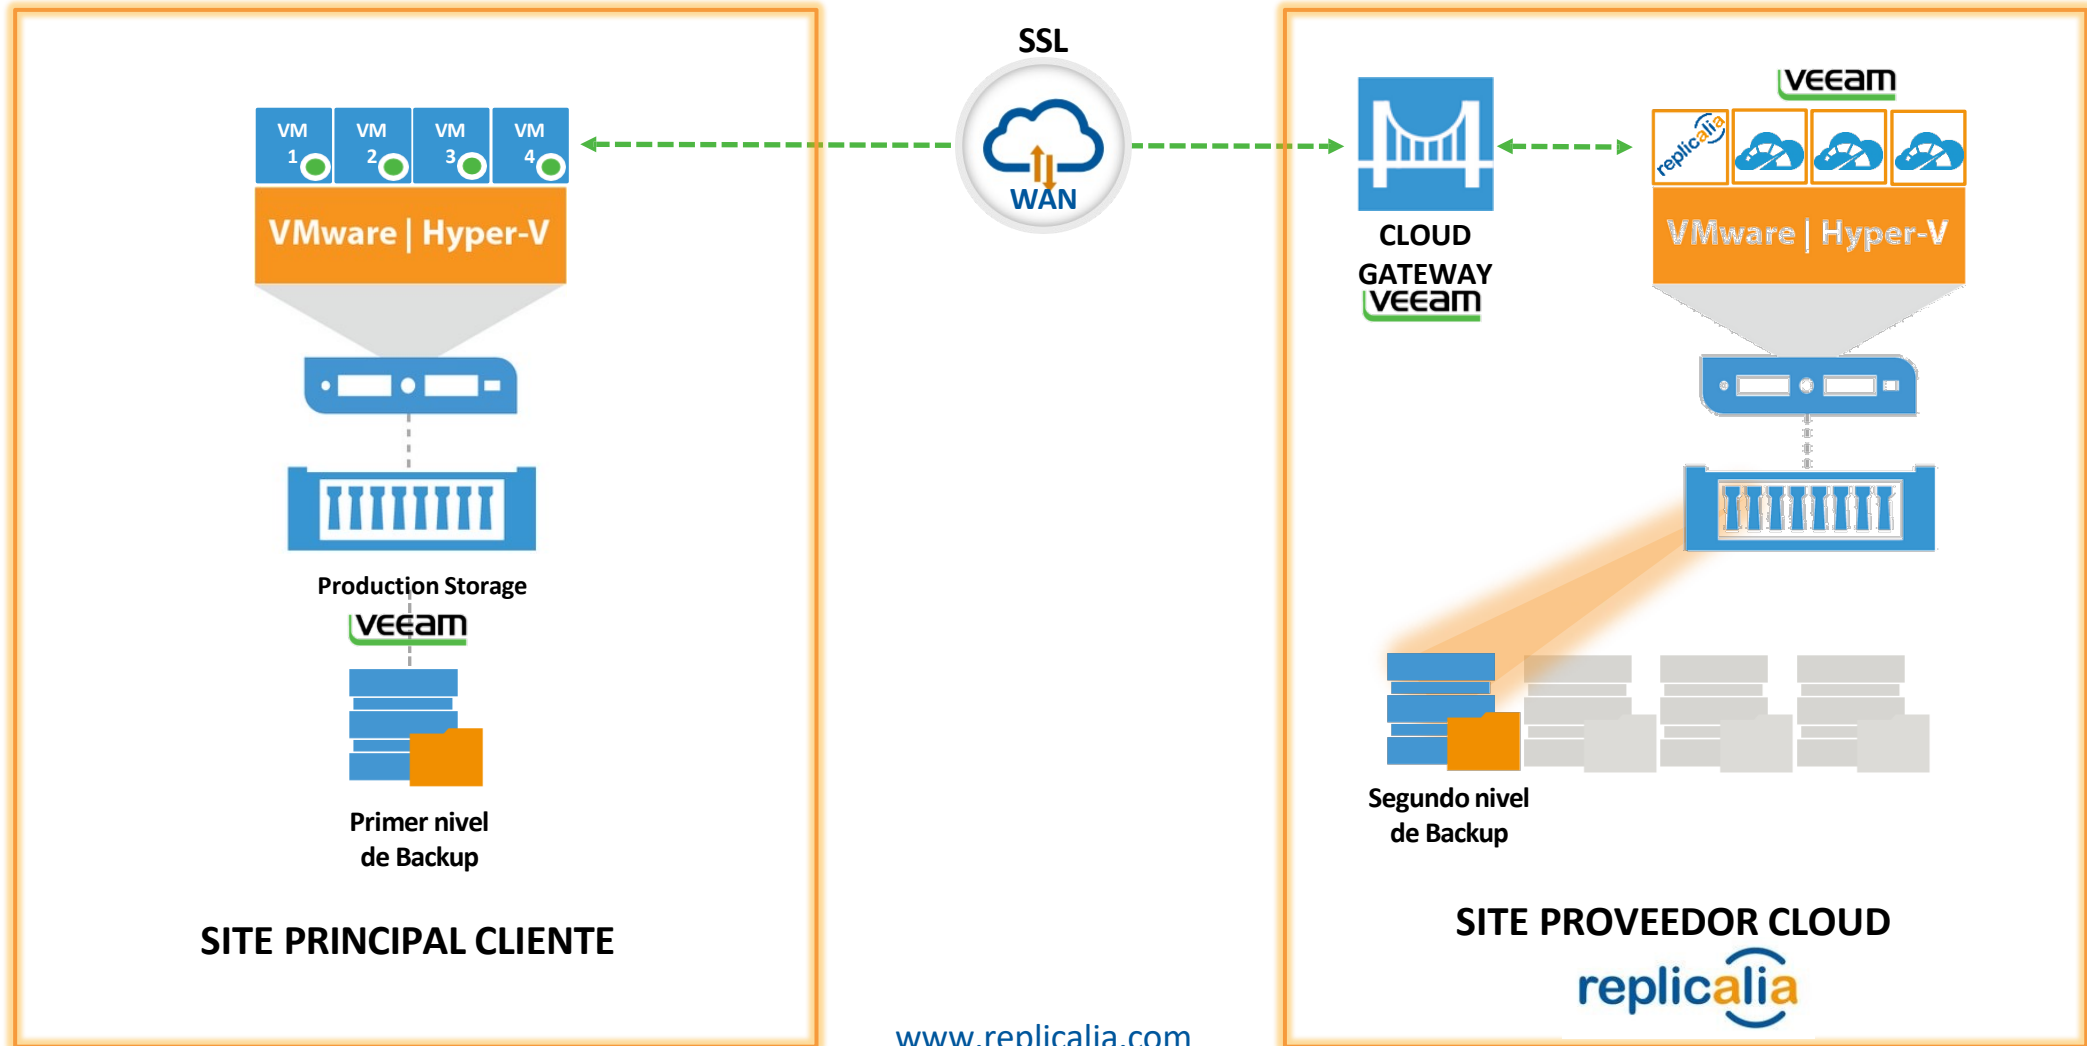 SSL
WAN
VM
1
VM
2
VM
3
VM
4
VMware | Hyper-V
Production Storage
veeam
Primer nivel
de Backup
SITE PRINCIPAL CLIENTE
CLOUD
GATEWAY
veeam
veeam
replicalia
VMware | Hyper-V
Segundo nivel
de Backup
SITE PROVEEDOR CLOUD
replicalia
www.replicalia.com